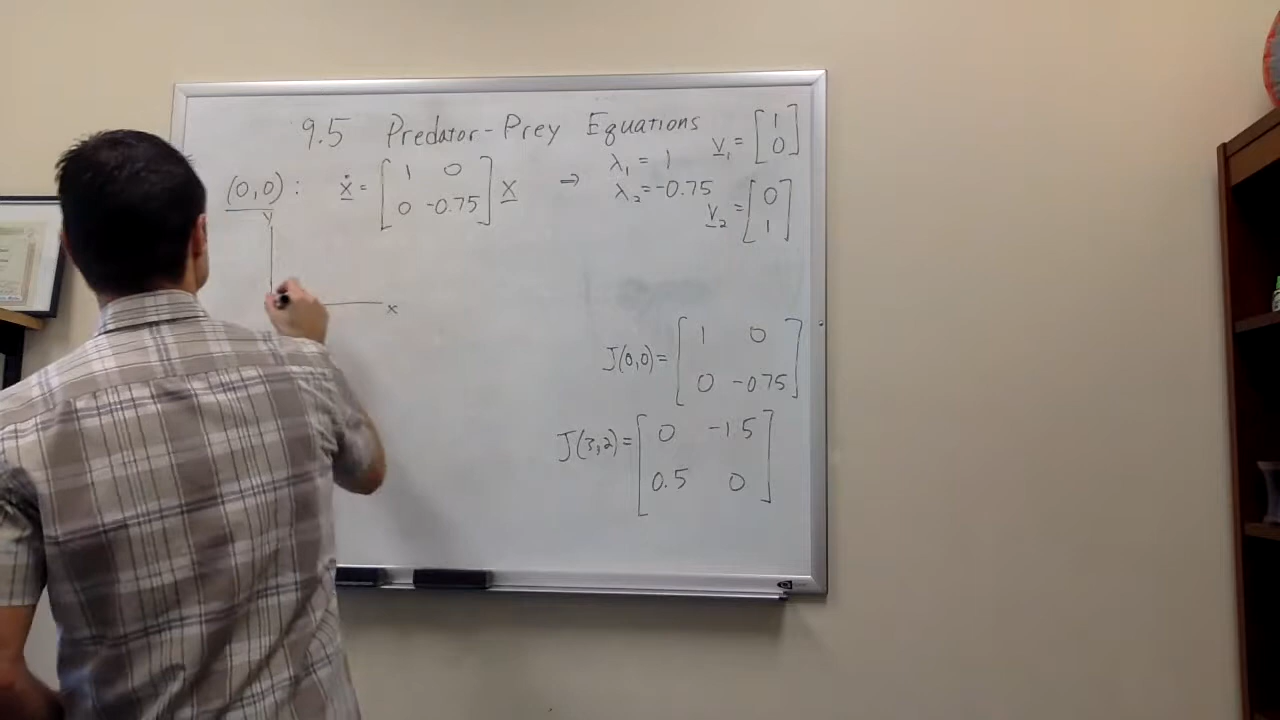 9.5 Predator-Prey Equations
(0,0): ẋ = [1 0
0 -0.75] x ⇒ λ₁ = 1
λ₂ = -0.75
v₁ = [1
0]
v₂ = [0
1]
y
x
J(0,0) = [1 0
0 -0.75]
J(3,2) = [0 -1.5
0.5 0]